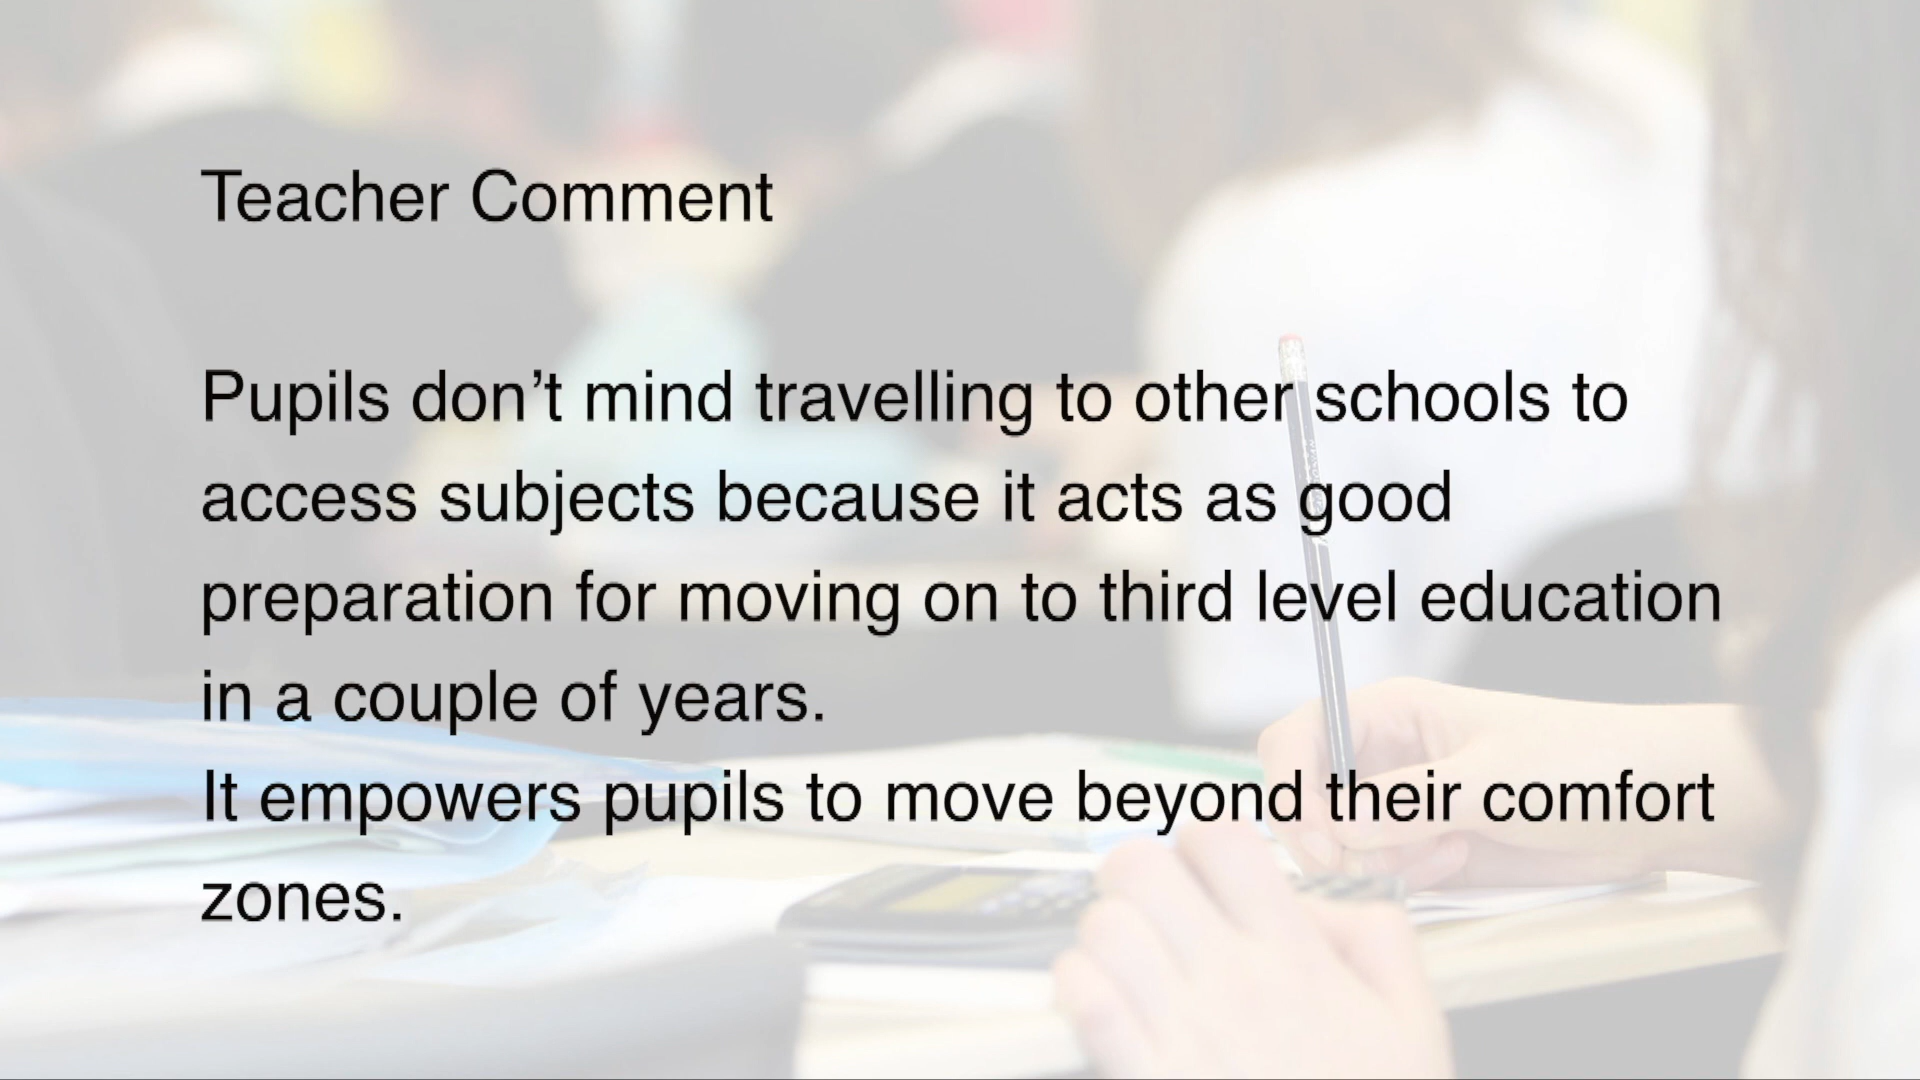 Teacher Comment
Pupils don’t mind travelling to other schools to
access subjects because it acts as good
preparation for moving on to third level education
in a couple of years.
It empowers pupils to move beyond their comfort
zones.